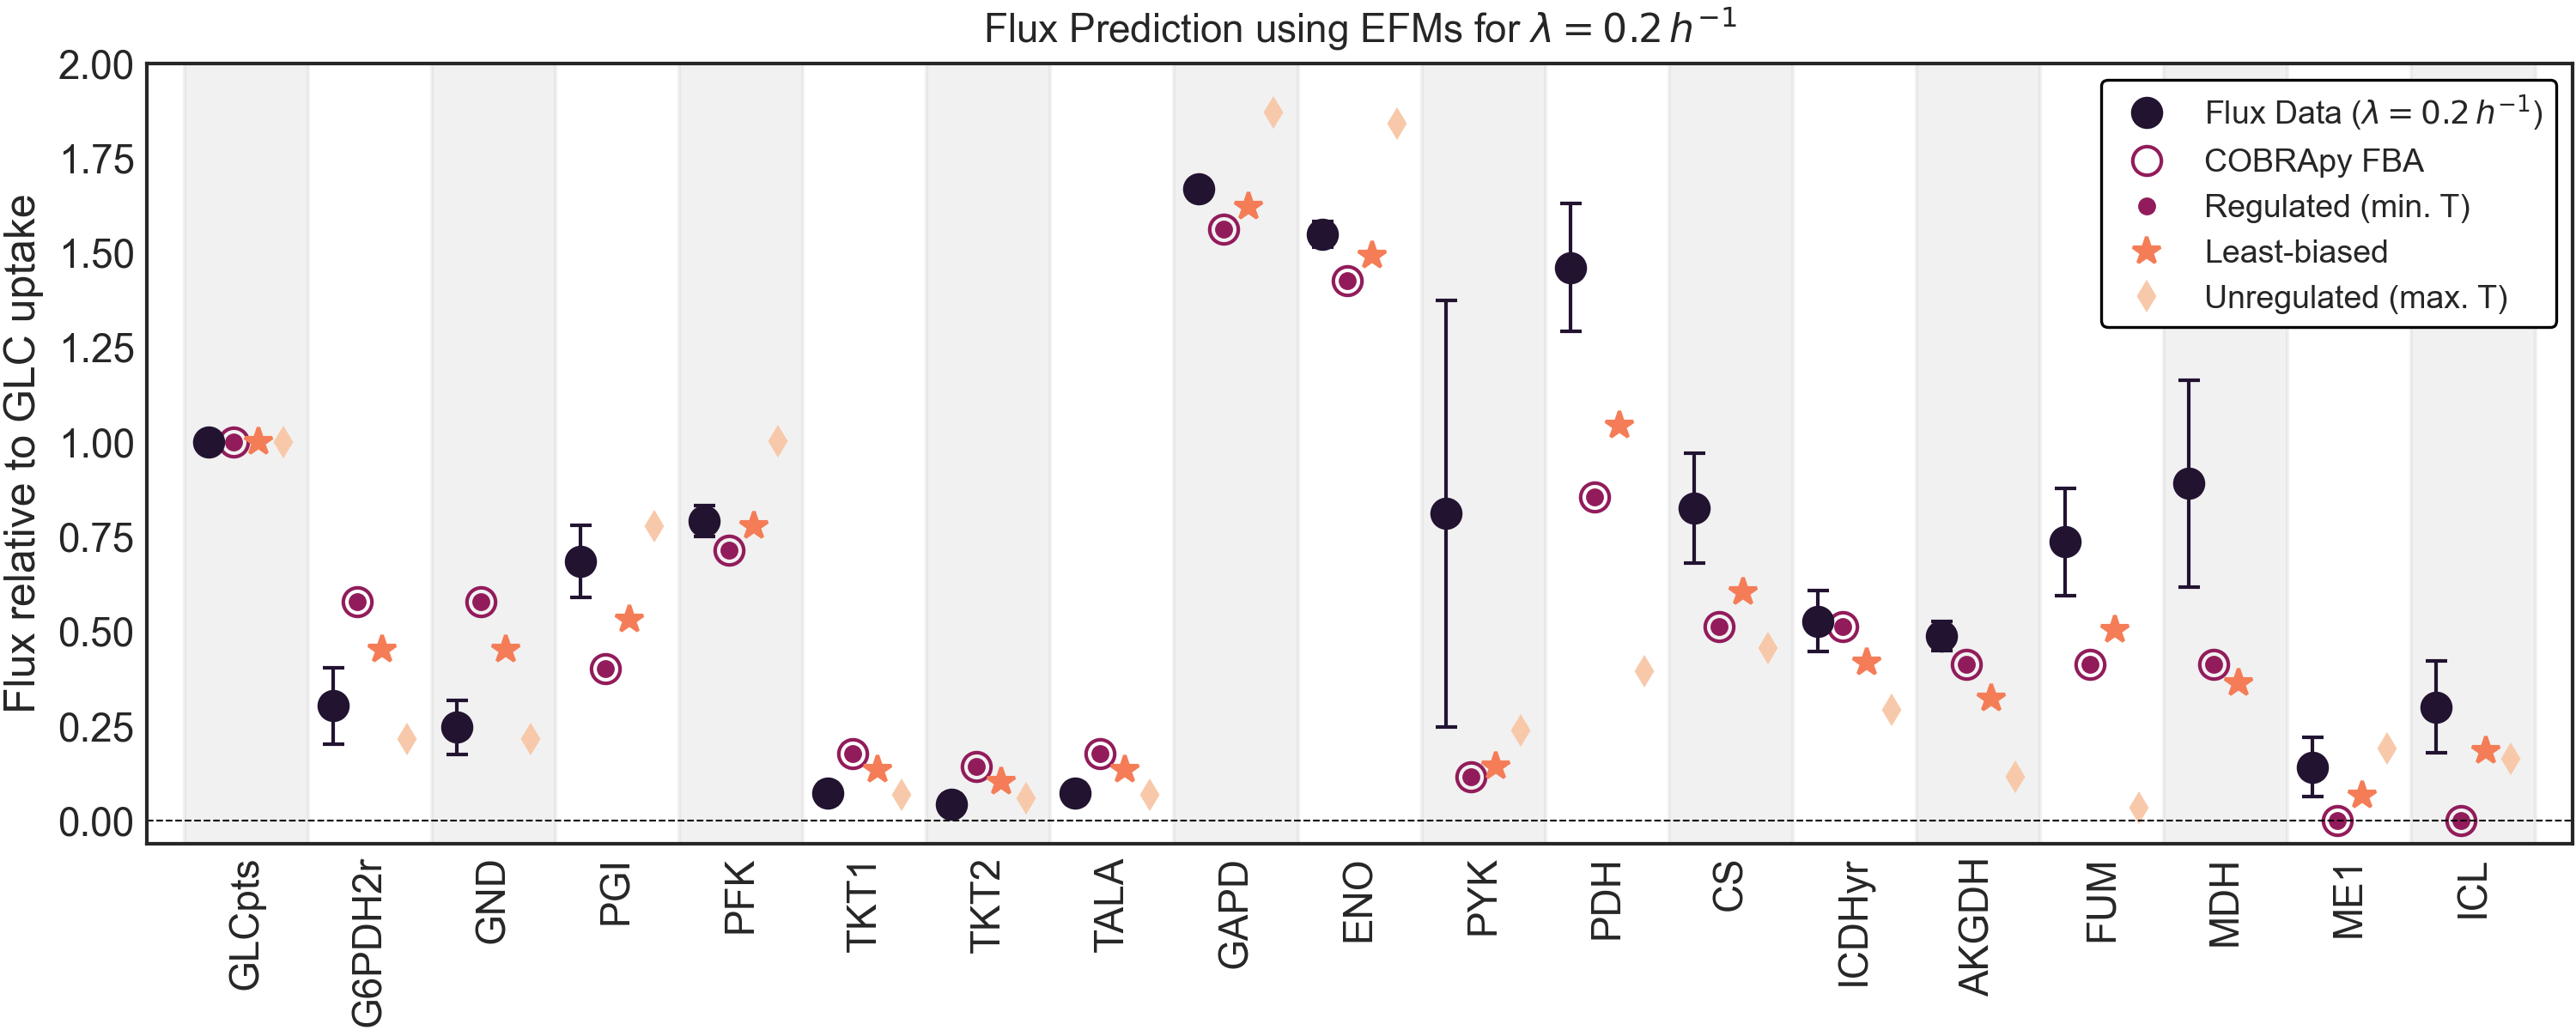 Flux Prediction using EFMs for λ = 0.2 h⁻¹
Flux relative to GLC uptake
2.00
1.75
1.50
1.25
1.00
0.75
0.50
0.25
0.00
Flux Data (λ = 0.2 h⁻¹)
COBRApy FBA
Regulated (min. T)
Least-biased
Unregulated (max. T)
GLCpts
G6PDH2r
GND
PGI
PFK
TKT1
TKT2
TALA
GAPD
ENO
PYK
PDH
CS
ICDHyr
AKGDH
FUM
MDH
ME1
ICL